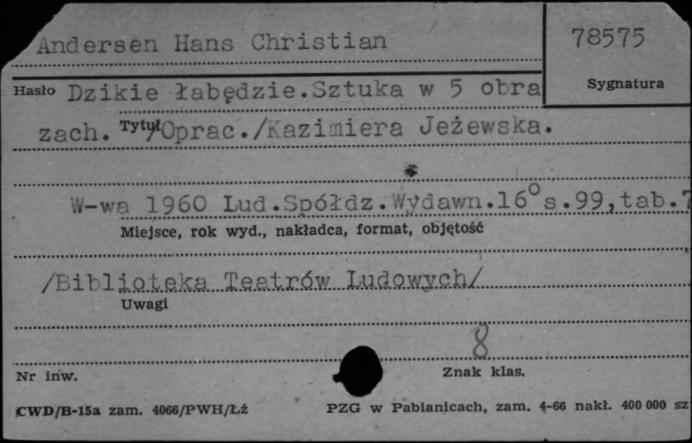 Andersen Hans Christian
78575
Hasło Dzikie łabędzie.Sztuka w 5 obra
Sygnatura
zach. Tytuł /Oprac./Kazimiera Jeżewska.
W-wa 1960 Lud.Spółdz.Wydawn.16° s.99,tab.7
Miejsce, rok wyd., nakładca, format, objętość
/Biblioteka Teatrów Ludowych/
Uwagi
8
Nr inw.
Znak klas.
CWD/B-15a zam. 4066/PWH/Łź
PZG w Pabianicach, zam. 4-66 nakł. 400 000 sz